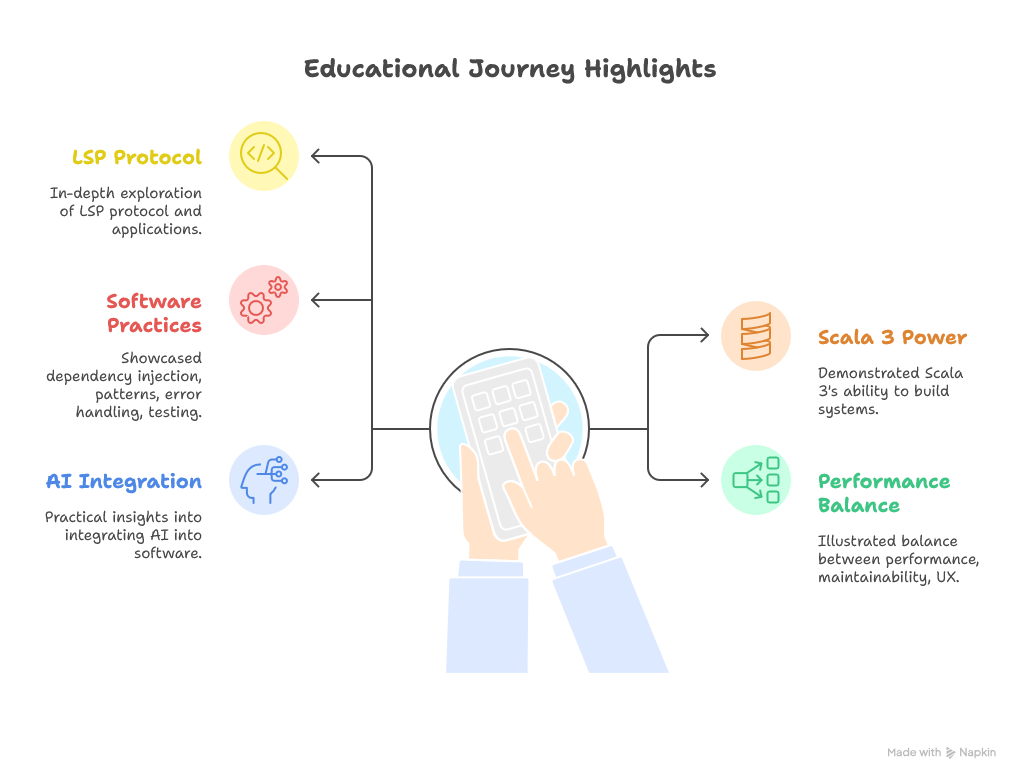 Educational Journey Highlights
LSP Protocol
In-depth exploration
of LSP protocol and
applications.
Software
Practices
Showcased
dependency injection,
patterns, error
handling, testing.
AI Integration
Practical insights into
integrating AI into
software.
Scala 3 Power
Demonstrated Scala
3's ability to build
systems.
Performance
Balance
Illustrated balance
between performance,
maintainability, UX.
Made with Napkin